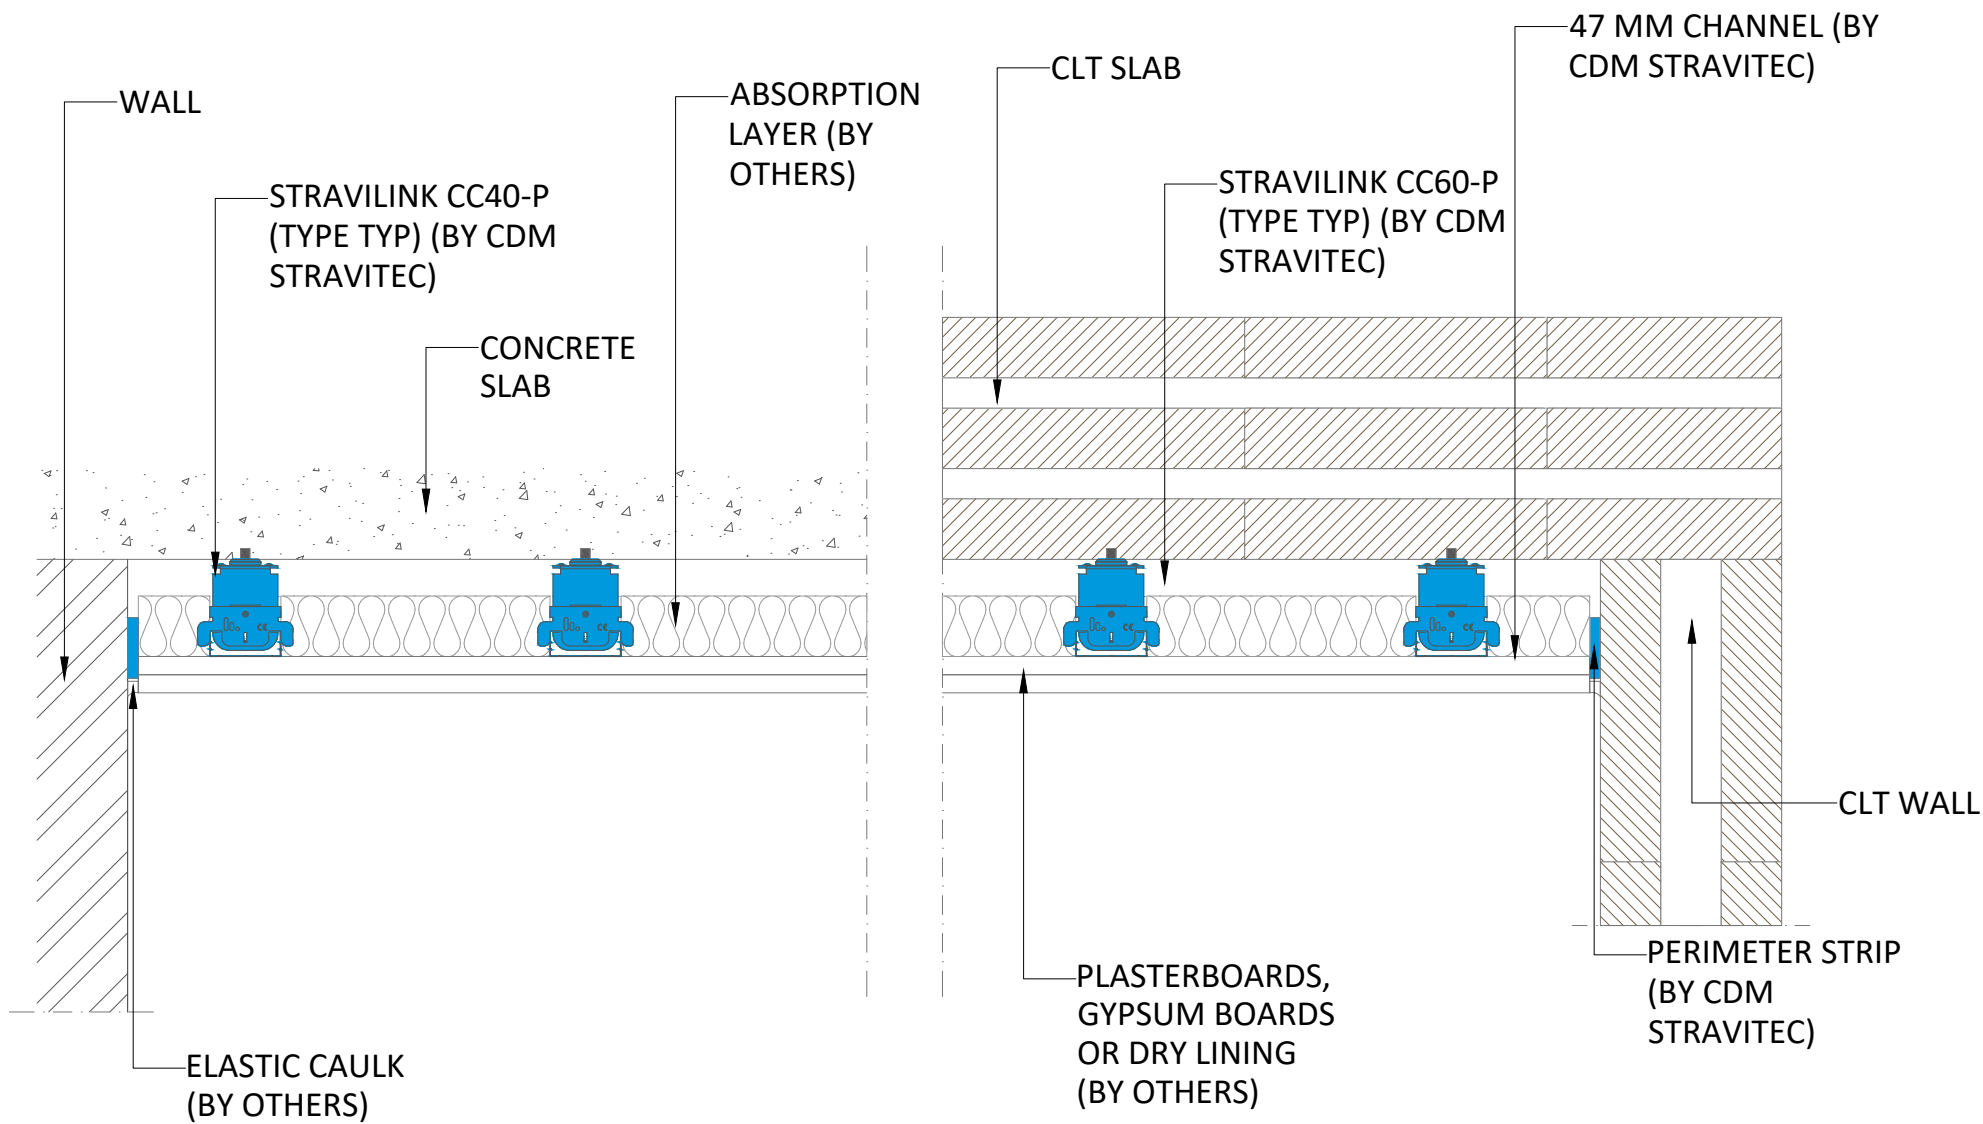 47 MM CHANNEL (BY
CDM STRAVITEC)
CLT SLAB
WALL
ABSORPTION
LAYER (BY
OTHERS)
STRAVILINK CC40-P
(TYPE TYP) (BY CDM
STRAVITEC)
STRAVILINK CC60-P
(TYPE TYP) (BY CDM
STRAVITEC)
CONCRETE
SLAB
CLT WALL
PERIMETER STRIP
(BY CDM
STRAVITEC)
PLASTERBOARDS,
GYPSUM BOARDS
OR DRY LINING
(BY OTHERS)
ELASTIC CAULK
(BY OTHERS)